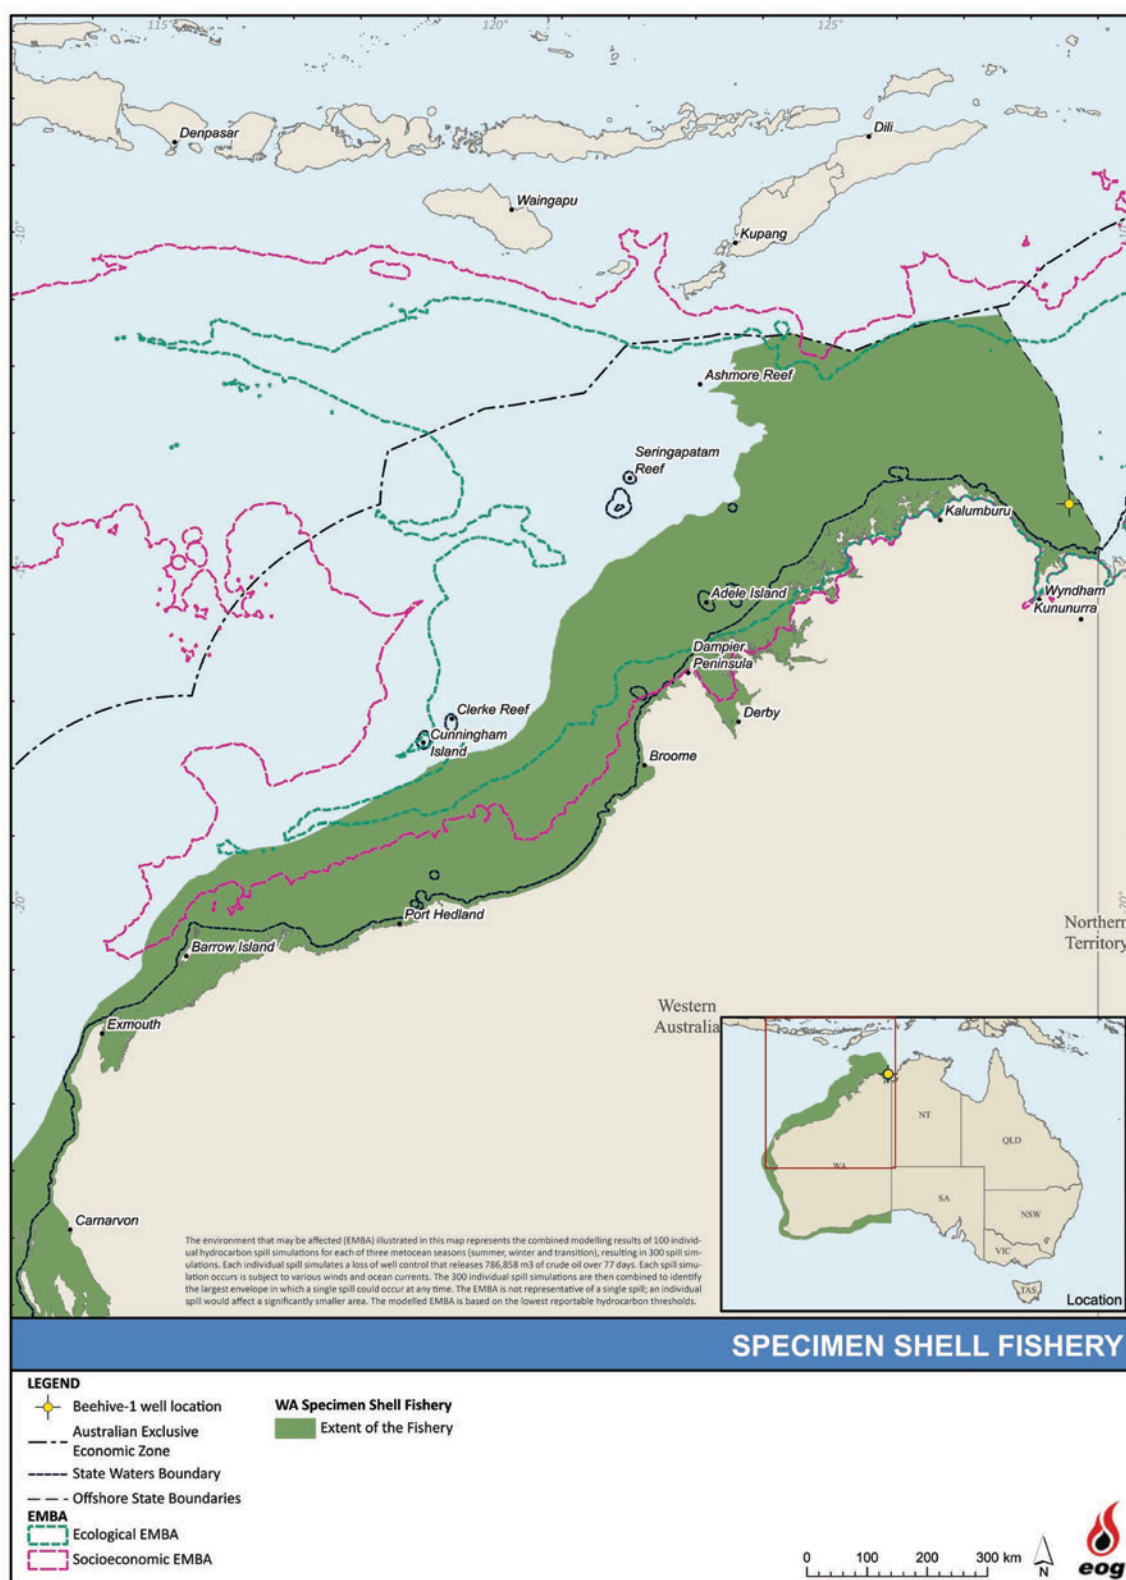 115°
120°
125°
Denpasar
Dili
Waingapu
-10°
Kupang
Ashmore Reef
Seringapatam
Reef
Kalumburu
-15°
Adele Island
Wyndham
Kununurra
Dampier
Peninsula
Clerke Reef
Derby
Cunningham
Island
Broome
-20°
-20°
Port Hedland
Northern
Territory
Barrow Island
Western
Australia
Exmouth
NT
QLD
WA
SA
NSW
VIC
TAS
Location
Carnarvon
The environment that may be affected (EMBA) illustrated in this map represents the combined modelling results of 100 individ-
ual hydrocarbon spill simulations for each of three metocean seasons (summer, winter and transition), resulting in 300 spill sim-
ulations. Each individual spill simulates a loss of well control that releases 786,858 m3 of crude oil over 77 days. Each spill simu-
lation occurs is subject to various winds and ocean currents. The 300 individual spill simulations are then combined to identify
the largest envelope in which a single spill could occur at any time. The EMBA is not representative of a single spill; an individual
spill would affect a significantly smaller area. The modelled EMBA is based on the lowest reportable hydrocarbon thresholds.
SPECIMEN SHELL FISHERY
LEGEND
Beehive-1 well location
Australian Exclusive
Economic Zone
State Waters Boundary
Offshore State Boundaries
EMBA
Ecological EMBA
Socioeconomic EMBA
WA Specimen Shell Fishery
Extent of the Fishery
0 60 120 180 240 300 km
N
eog